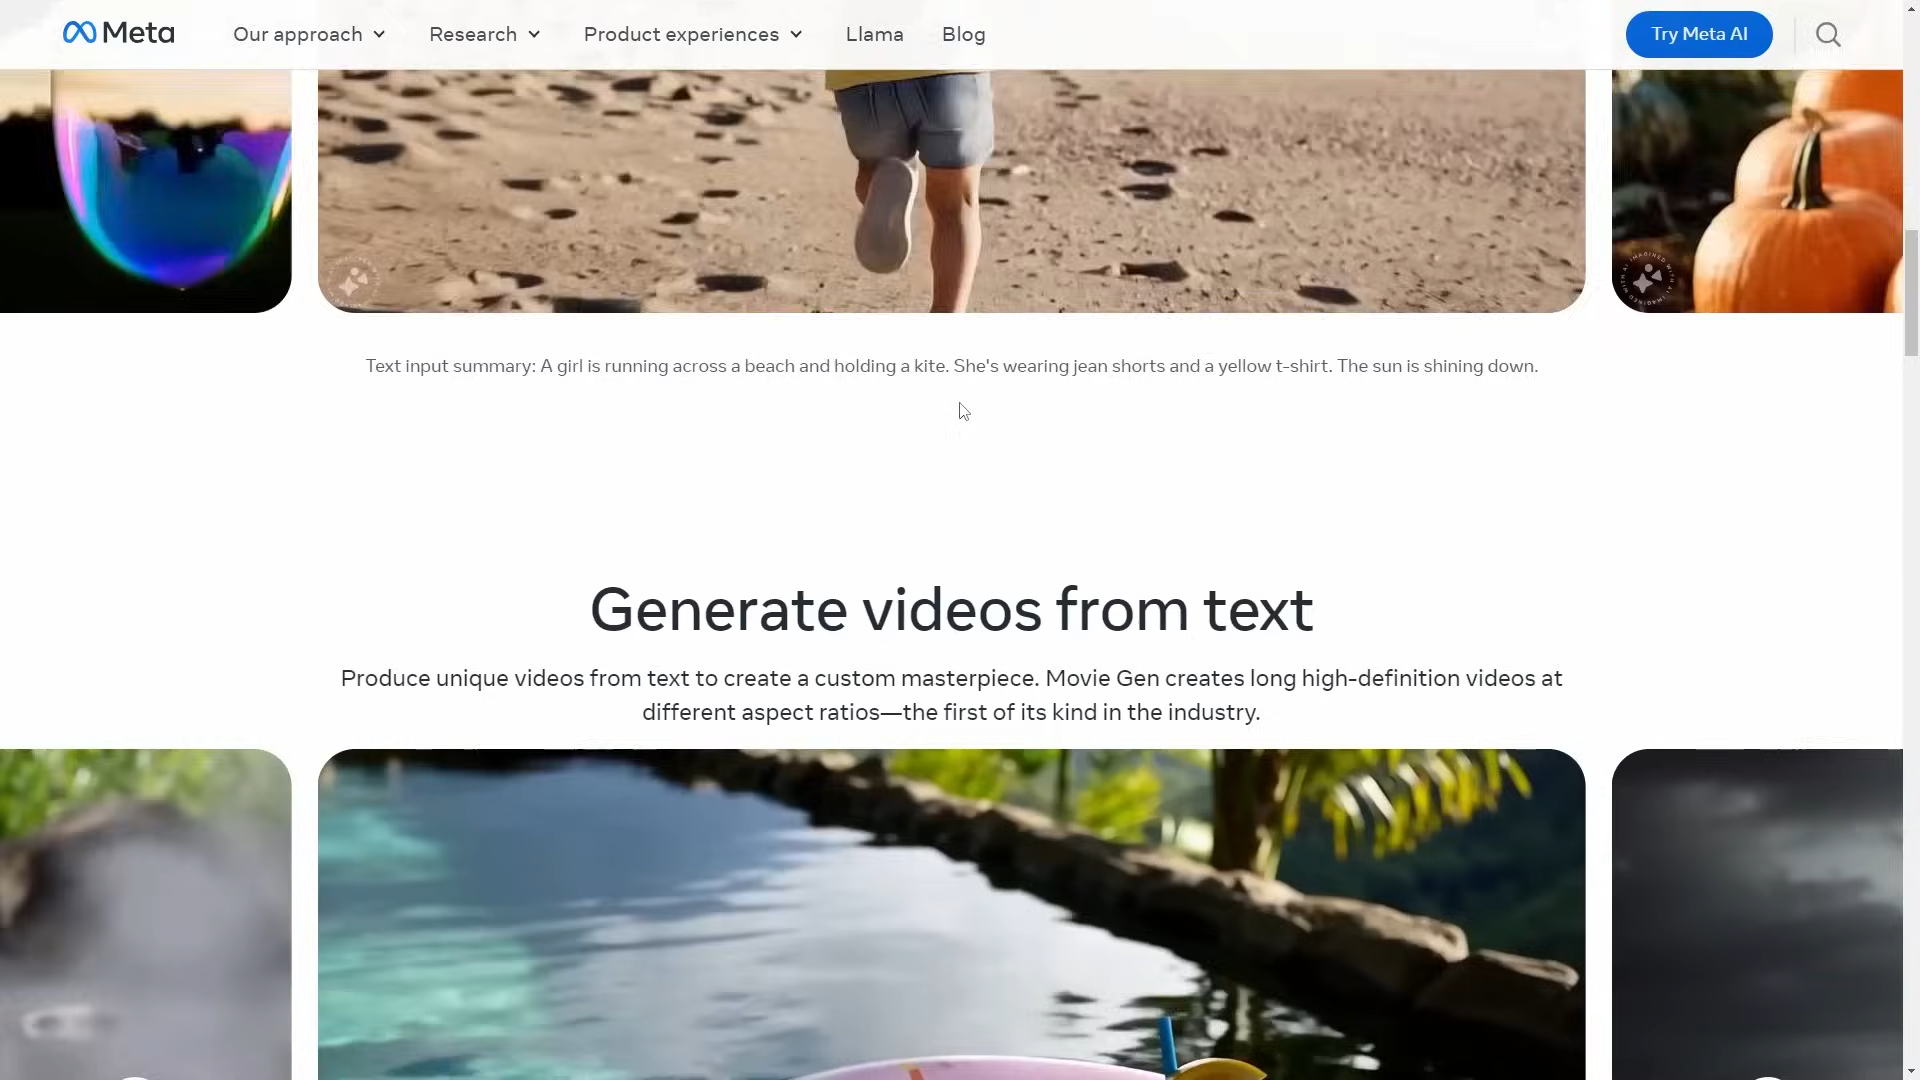 Meta
Our approach
Research
Product experiences
Llama
Blog
Try Meta AI
Text input summary: A girl is running across a beach and holding a kite. She's wearing jean shorts and a yellow t-shirt. The sun is shining down.
Generate videos from text
Produce unique videos from text to create a custom masterpiece. Movie Gen creates long high-definition videos at
different aspect ratios—the first of its kind in the industry.